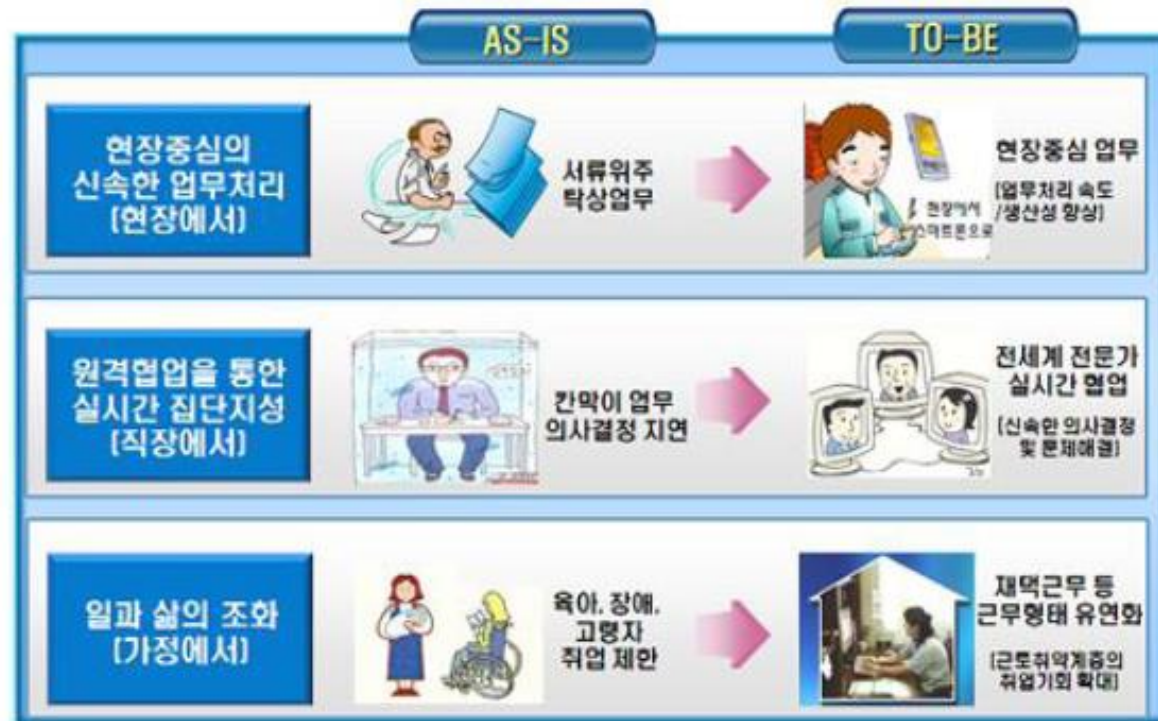 AS-IS
TO-BE
현장중심의
신속한 업무처리
(현장에서)
서류위주
탁상업무
현장에서
스마트폰으로
현장중심 업무
(업무처리 속도
/생산성 향상)
원격협업을 통한
실시간 집단지성
(직장에서)
칸막이 업무
의사결정 지연
전세계 전문가
실시간 협업
(신속한 의사결정
및 문제해결)
일과 삶의 조화
(가정에서)
육아, 장애,
고령자
취업 제한
재택근무 등
근무형태 유연화
(근로취약계층의
취업기회 확대)